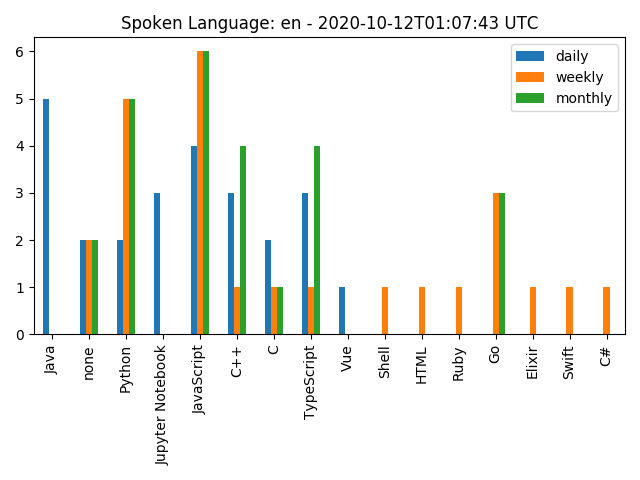 Spoken Language: en - 2020-10-12T01:07:43 UTC
daily
weekly
monthly
6
5
4
3
2
1
0
Java
none
Python
Jupyter Notebook
JavaScript
C++
C
TypeScript
Vue
Shell
HTML
Ruby
Go
Elixir
Swift
C#